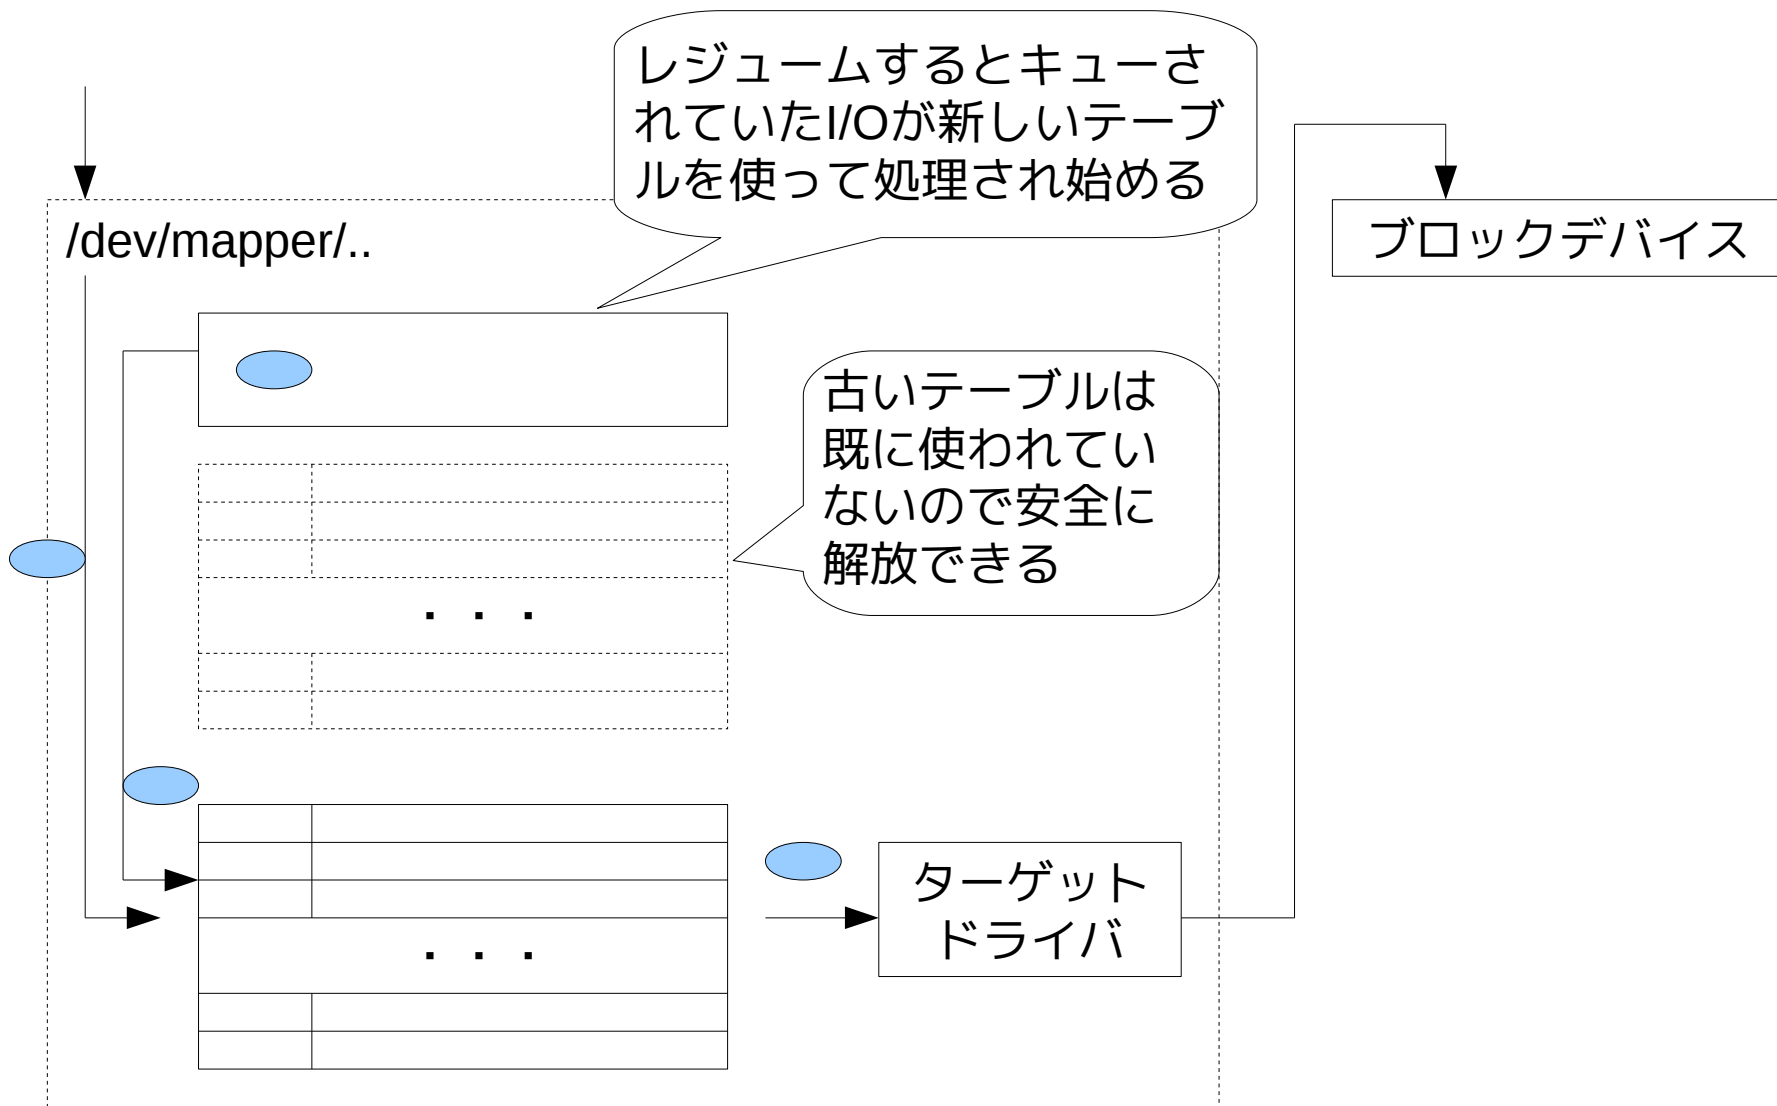 レジュームするとキューさ
れていたI/Oが新しいテーブ
ルを使って処理され始める
/dev/mapper/..
ブロックデバイス
古いテーブルは
既に使われてい
ないので安全に
解放できる
・・・
ターゲット
ドライバ
・・・